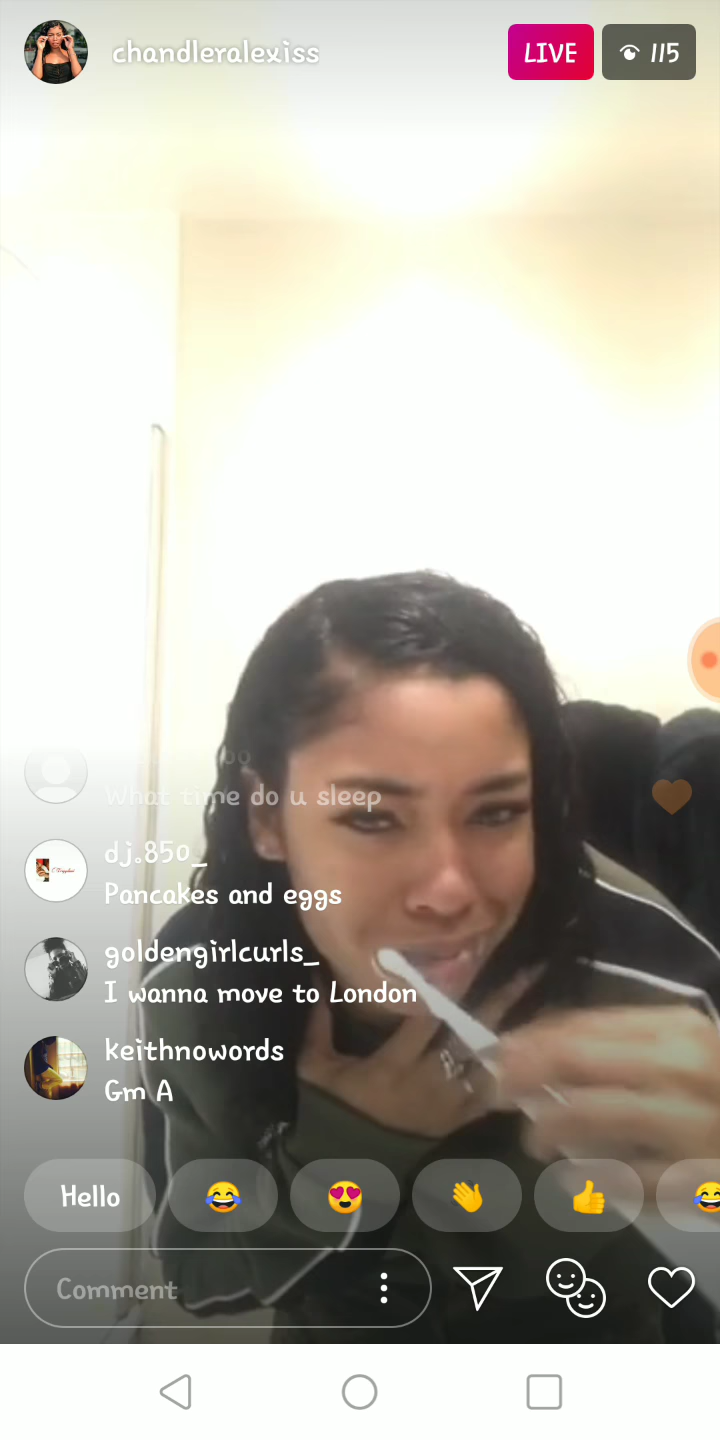 chandleralexiss
LIVE
115
What time do u sleep
dj.850_
Pancakes and eggs
goldengirlcurls_
I wanna move to London
keithnowords
Gm A
Hello
Comment